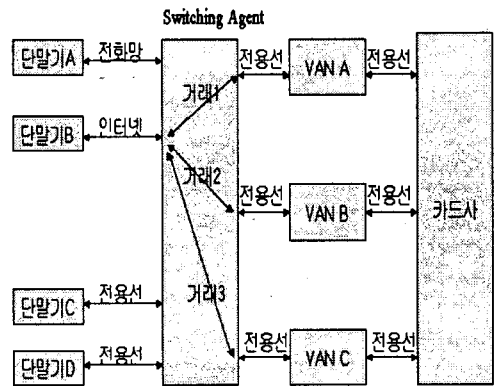 Switching Agent
단말기A
전화망
전용선
VAN A
전용선
거래1
단말기B
인터넷
거래2
전용선
VAN B
전용선
카드사
단말기C
전용선
거래3
전용선
VAN C
전용선
단말기D
전용선